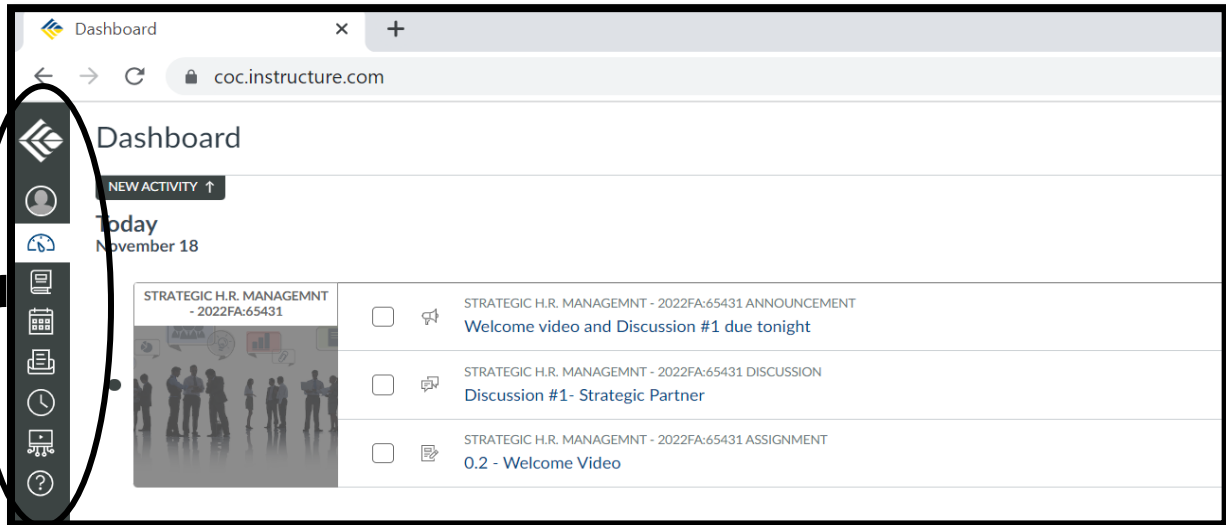 Dashboard
coc.instructure.com
Dashboard
NEW ACTIVITY ↑
Today
November 18
STRATEGIC H.R. MANAGEMNT
- 2022FA:65431
STRATEGIC H.R. MANAGEMNT - 2022FA:65431 ANNOUNCEMENT
Welcome video and Discussion #1 due tonight
STRATEGIC H.R. MANAGEMNT - 2022FA:65431 DISCUSSION
Discussion #1- Strategic Partner
STRATEGIC H.R. MANAGEMNT - 2022FA:65431 ASSIGNMENT
0.2 - Welcome Video